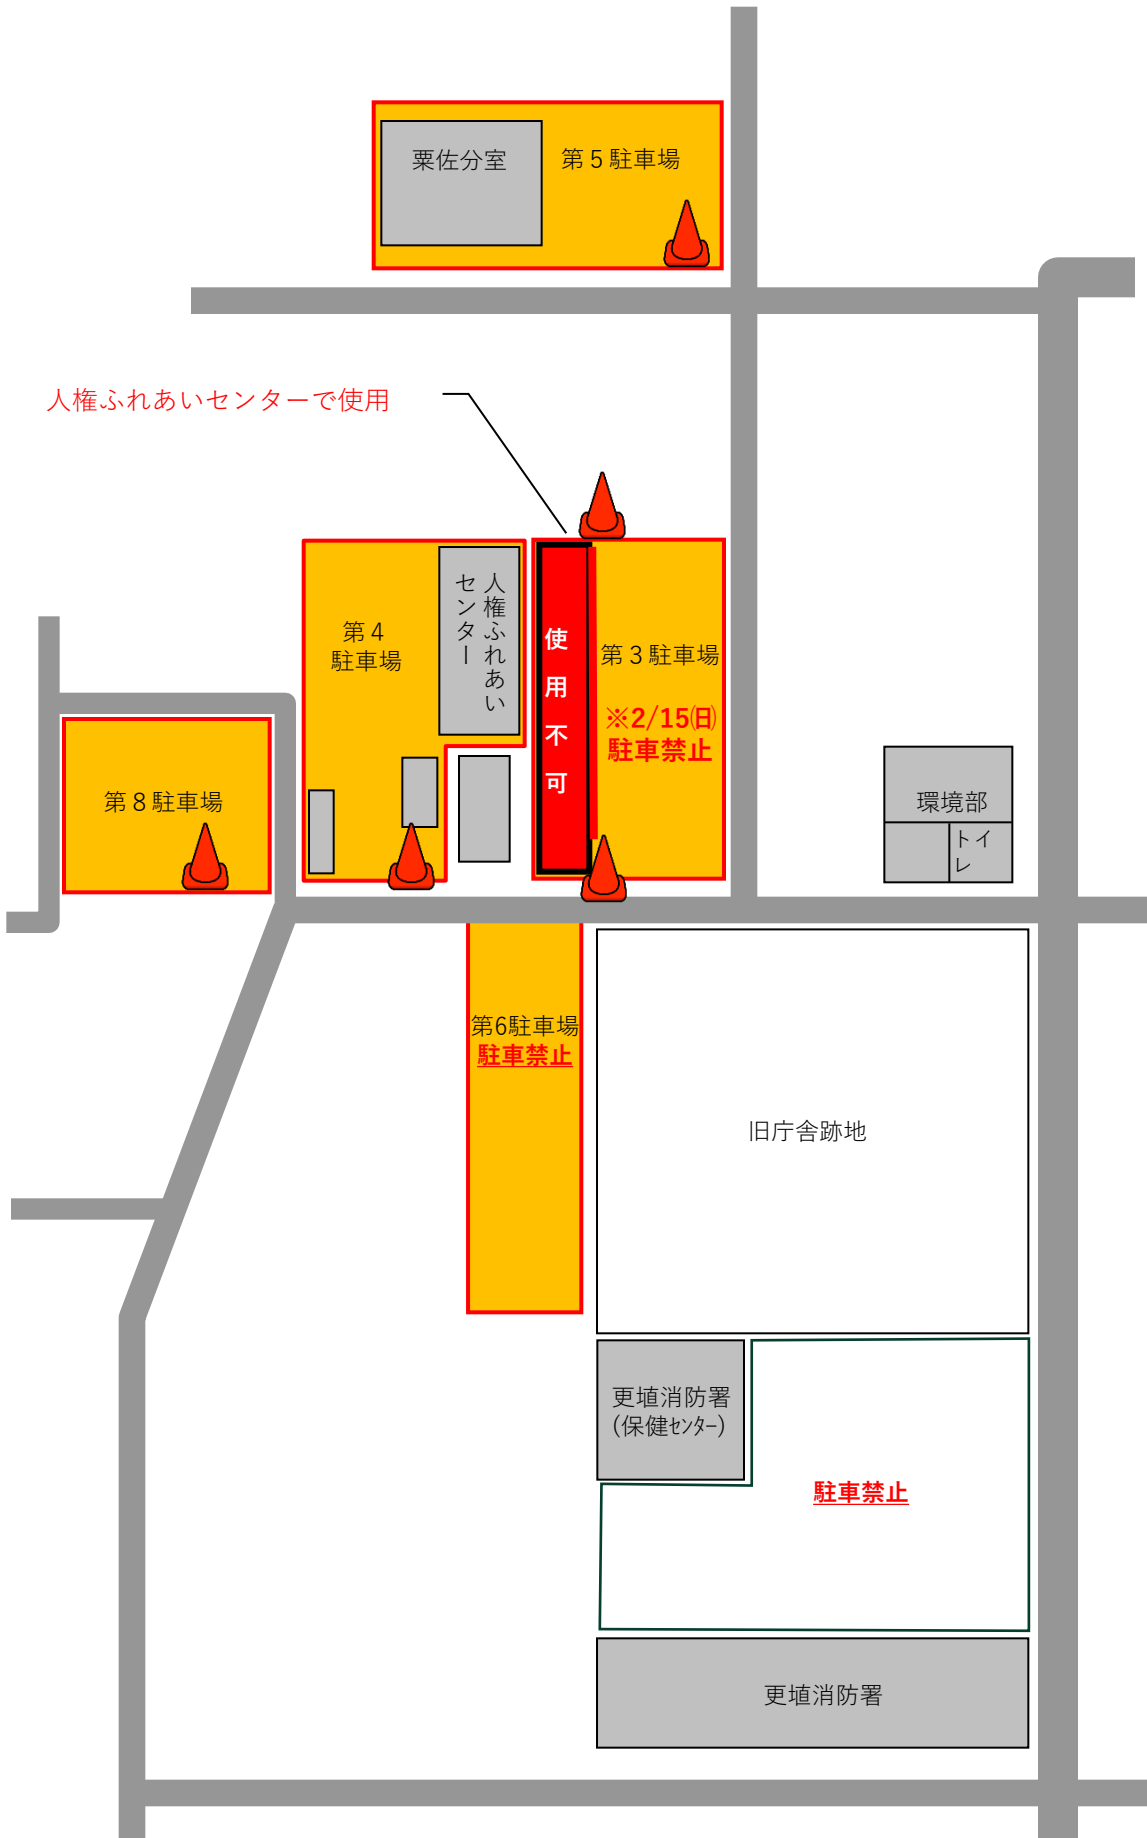 粟佐分室
第５駐車場
人権ふれあいセンターで使用
第４
駐車場
人権ふれあい
センター
使用不可
第３駐車場
※2/15㈰
駐車禁止
第８駐車場
環境部
トイ
レ
第6駐車場
駐車禁止
旧庁舎跡地
更埴消防署
(保健ｾﾝﾀｰ)
駐車禁止
更埴消防署